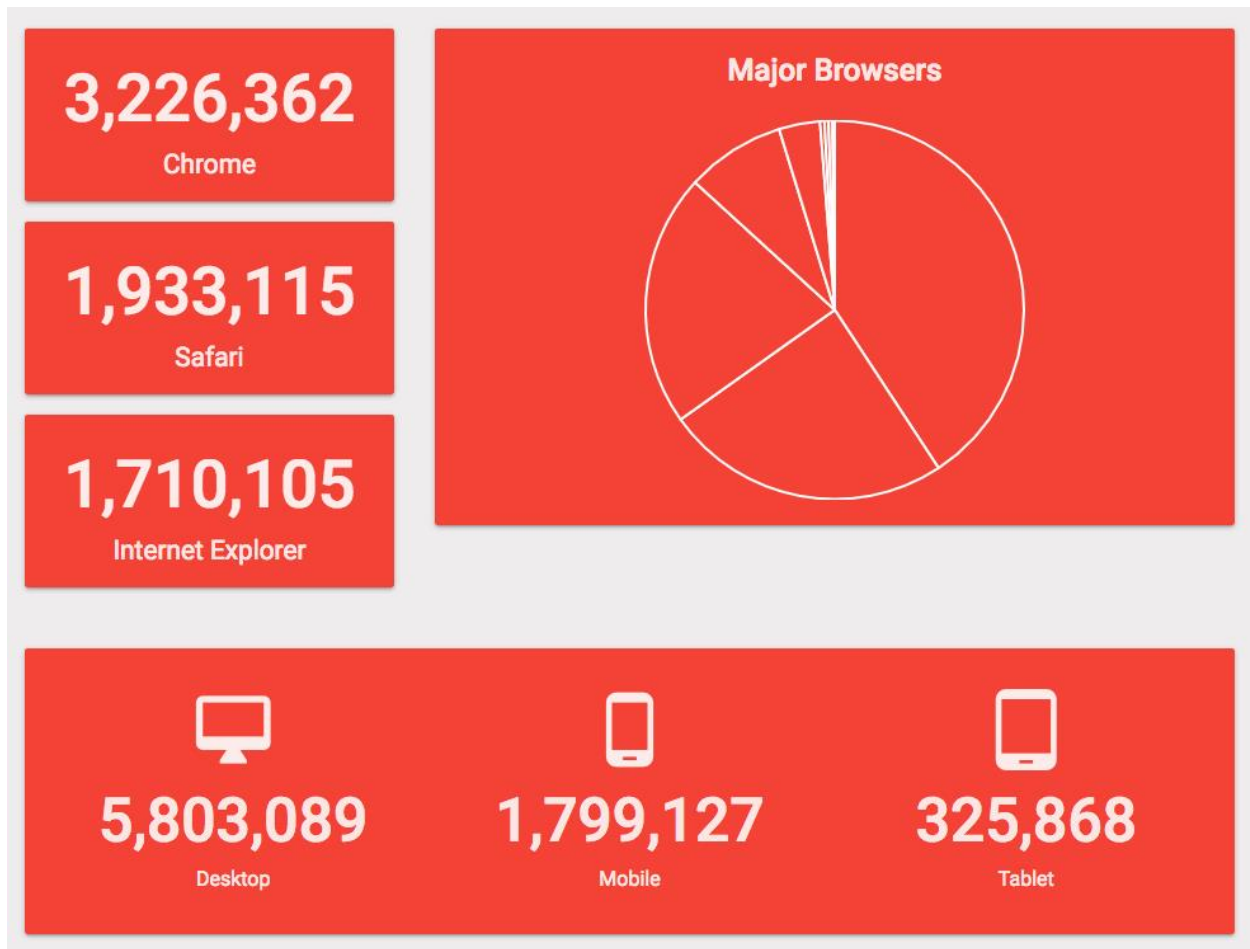 3,226,362
Chrome
Major Browsers
1,933,115
Safari
1,710,105
Internet Explorer
5,803,089
Desktop
1,799,127
Mobile
325,868
Tablet